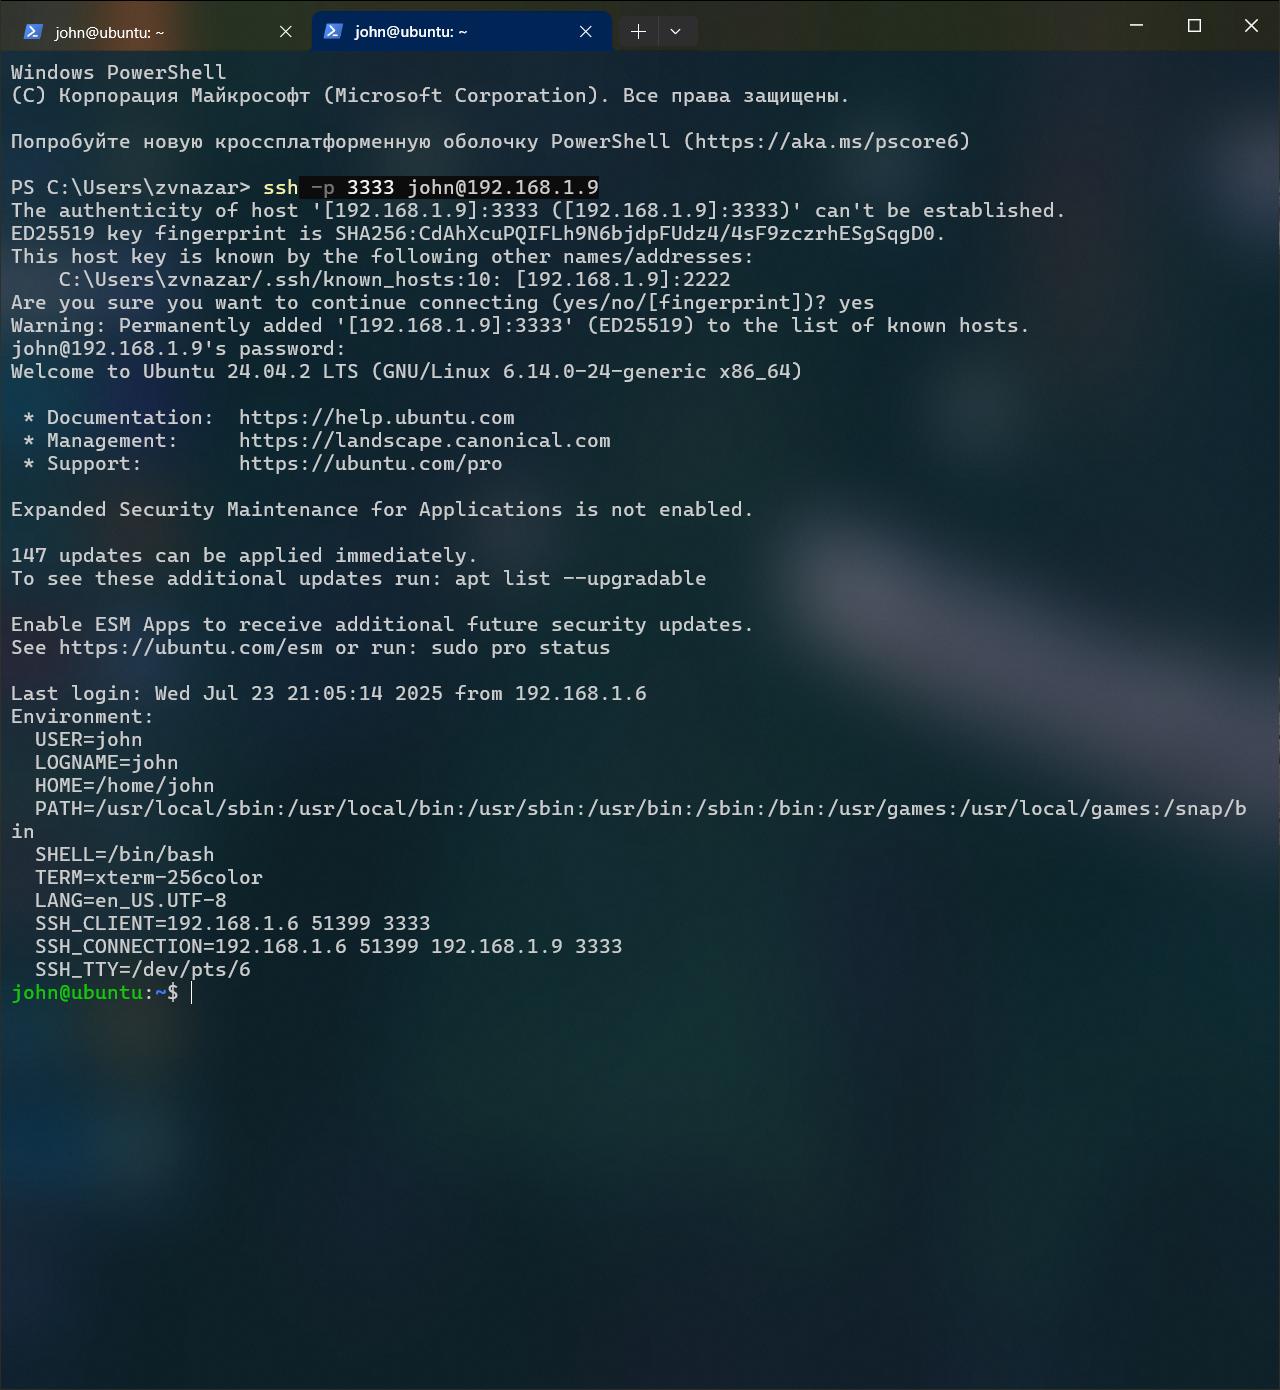 john@ubuntu: ~
john@ubuntu: ~
Windows PowerShell
(C) Корпорация Майкрософт (Microsoft Corporation). Все права защищены.
Попробуйте новую кроссплатформенную оболочку PowerShell (https://aka.ms/pscore6)
PS C:\Users\zvnazar> ssh -p 3333 john@192.168.1.9
The authenticity of host '[192.168.1.9]:3333 ([192.168.1.9]:3333)' can't be established.
ED25519 key fingerprint is SHA256:CdAhXcuPQIFLh9N6bjdpFUdz4/4sF9zczrhESgSqgD0.
This host key is known by the following other names/addresses:
    C:\Users\zvnazar/.ssh/known_hosts:10: [192.168.1.9]:2222
Are you sure you want to continue connecting (yes/no/[fingerprint])? yes
Warning: Permanently added '[192.168.1.9]:3333' (ED25519) to the list of known hosts.
john@192.168.1.9's password:
Welcome to Ubuntu 24.04.2 LTS (GNU/Linux 6.14.0-24-generic x86_64)
 * Documentation:  https://help.ubuntu.com
 * Management:     https://landscape.canonical.com
 * Support:        https://ubuntu.com/pro
Expanded Security Maintenance for Applications is not enabled.
147 updates can be applied immediately.
To see these additional updates run: apt list --upgradable
Enable ESM Apps to receive additional future security updates.
See https://ubuntu.com/esm or run: sudo pro status
Last login: Wed Jul 23 21:05:14 2025 from 192.168.1.6
Environment:
  USER=john
  LOGNAME=john
  HOME=/home/john
  PATH=/usr/local/sbin:/usr/local/bin:/usr/sbin:/usr/bin:/sbin:/bin:/usr/games:/usr/local/games:/snap/b
in
  SHELL=/bin/bash
  TERM=xterm-256color
  LANG=en_US.UTF-8
  SSH_CLIENT=192.168.1.6 51399 3333
  SSH_CONNECTION=192.168.1.6 51399 192.168.1.9 3333
  SSH_TTY=/dev/pts/6
john@ubuntu:~$